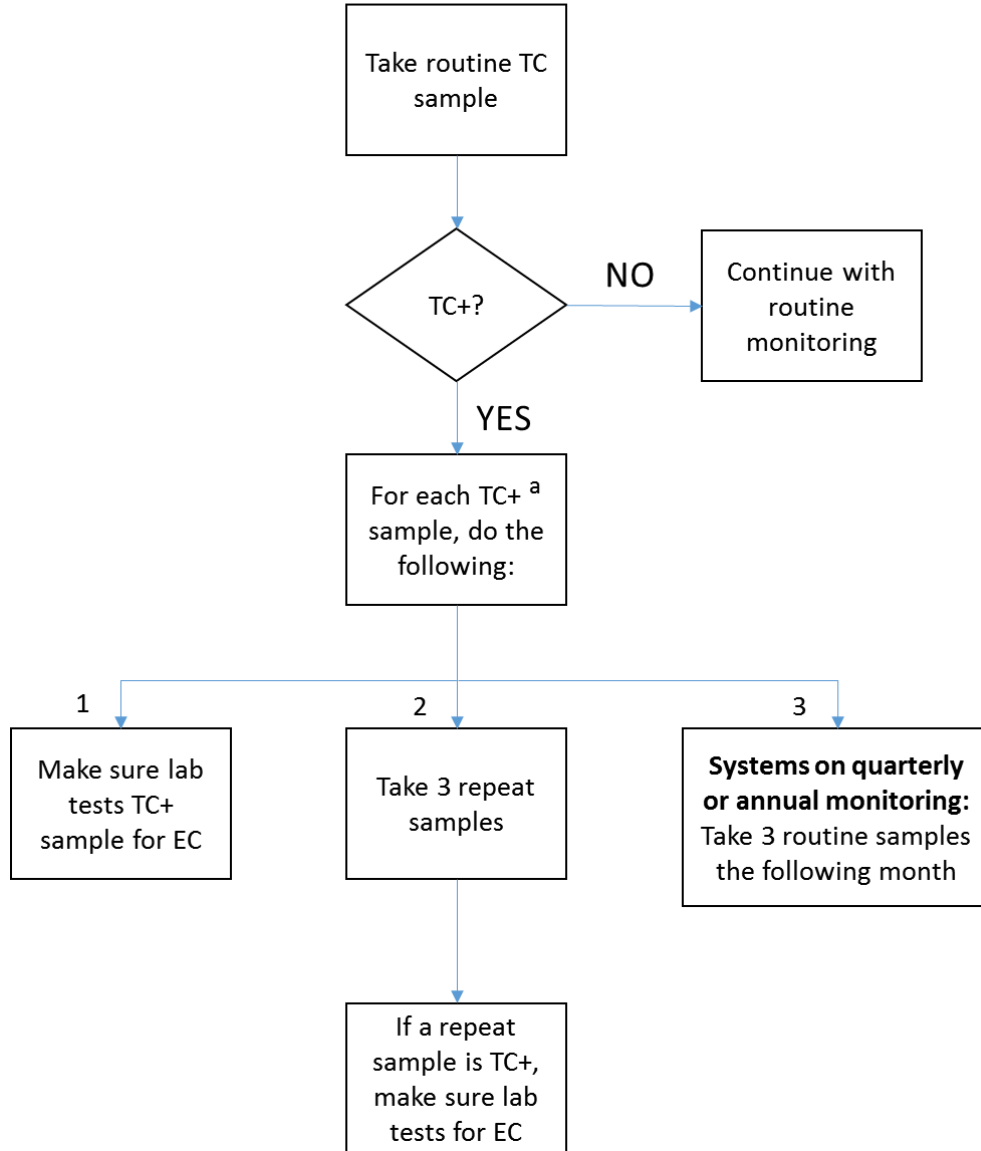 Take routine TC
sample
TC+?
NO
Continue with
routine
monitoring
YES
For each TC+ a
sample, do the
following:
1
Make sure lab
tests TC+
sample for EC
2
Take 3 repeat
samples
3
Systems on quarterly
or annual monitoring:
Take 3 routine samples
the following month
If a repeat
sample is TC+,
make sure lab
tests for EC